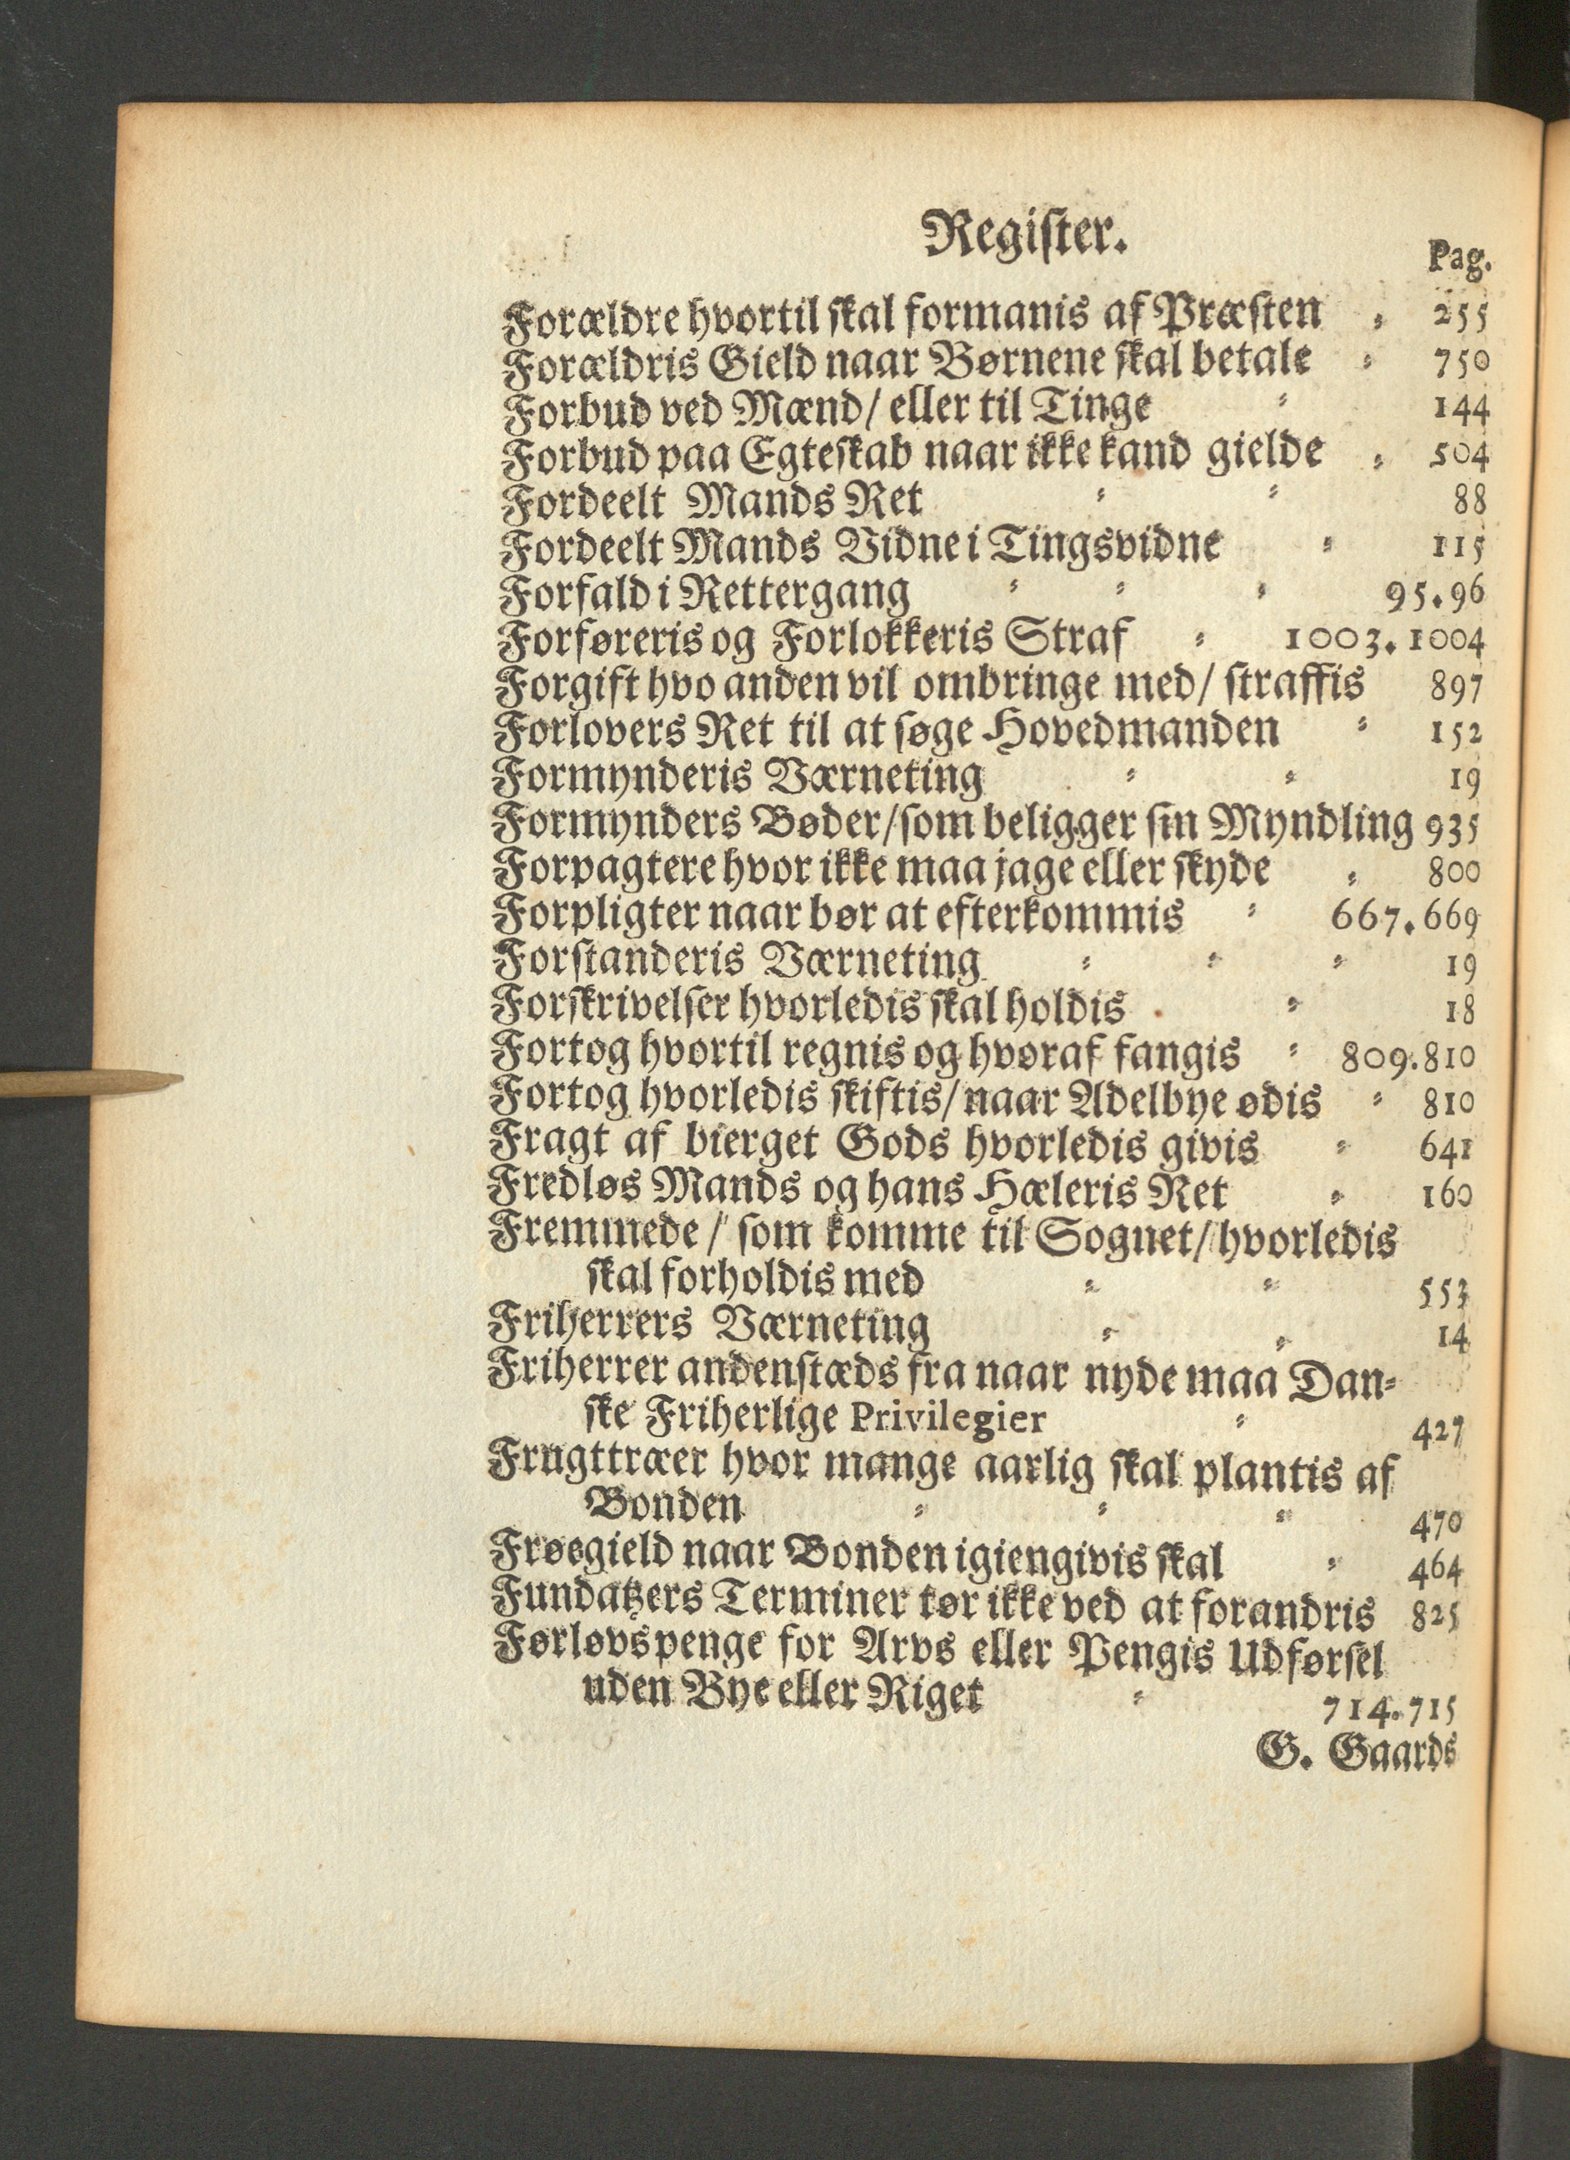 Register.
Pag.
Forældre hvortil skal formanis af Præsten = 255
Forældris Gield naar Børnene skal betale = 750
Forbud ved Mænd/ eller til Tinge = 144
Forbud paa Egteskab naar ikke kand gielde = 504
Fordeelt Mands Ret = = 88
Fordeelt Mands Vidne i Tingsvidne = 115
Forfald i Rettergang = = = 95.96
Forføreris og Forlokkeris Straf = 1003.1004
Forgift hvo anden vil ombringe med/ straffis 897
Forlovers Ret til at søge Hovedmanden = 152
Formynderis Værneting = = 19
Formynders Bøder/som beligger sin Myndling 935
Forpagtere hvor ikke maa jage eller skyde = 800
Forpligter naar bør at efterkommis = 667.669
Forstanderis Værneting = = = 19
Forskrivelser hvorledis skal holdis = 18
Fortog hvortil regnis og hvoraf fangis = 809.810
Fortog hvorledis skiftis/ naar Adelbye ødis = 810
Fragt af bierget Gods hvorledis givis = 641
Fredløs Mands og hans Hæleris Ret = 160
Fremmede/ som komme til Sognet/ hvorledis
skal forholdis med = = 553
Friherrers Værneting = = 14
Friherrer andenstæds fra naar nyde maa Dan=
ske Friherlige Privilegier = 427
Frugttræer hvor mange aarlig skal plantis af
Bonden = = = 470
Frøegield naar Bonden igiengivis skal = 464
Fundatzers Terminer tør ikke ved at forandris 825
Førløvspenge for Arvs eller Pengis Udførsel
uden Bye eller Riget = 714.715
G. Gaards